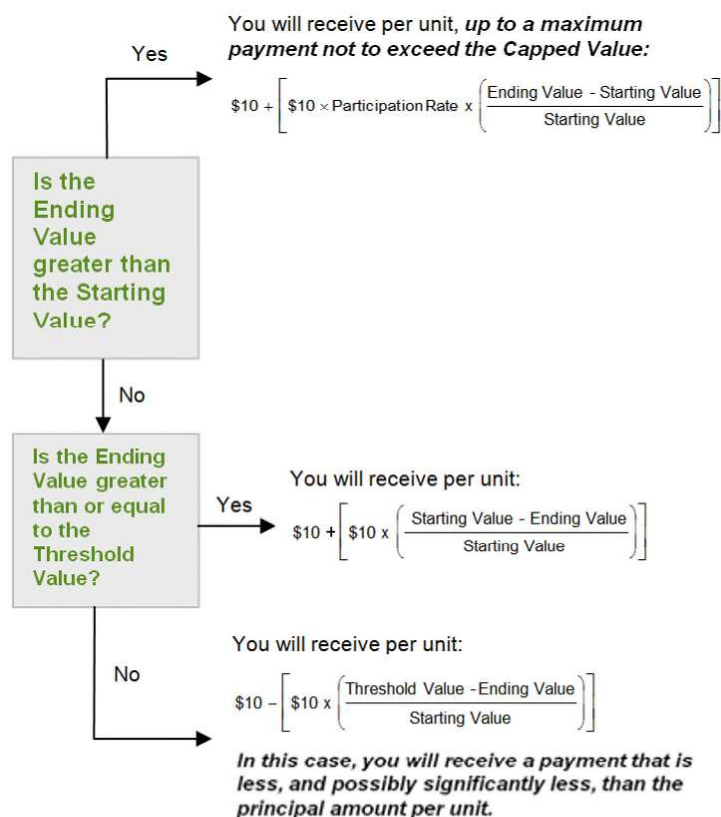 You will receive per unit, up to a maximum
payment not to exceed the Capped Value:
Yes
$10 + [ $10 × Participation Rate x ( Ending Value - Starting Value / Starting Value ) ]
Is the
Ending
Value
greater than
the Starting
Value?
No
Is the Ending
Value greater
than or equal
to the
Threshold
Value?
Yes
You will receive per unit:
$10 + [ $10 x ( Starting Value - Ending Value / Starting Value ) ]
No
You will receive per unit:
$10 – [ $10 x ( Threshold Value - Ending Value / Starting Value ) ]
In this case, you will receive a payment that is
less, and possibly significantly less, than the
principal amount per unit.